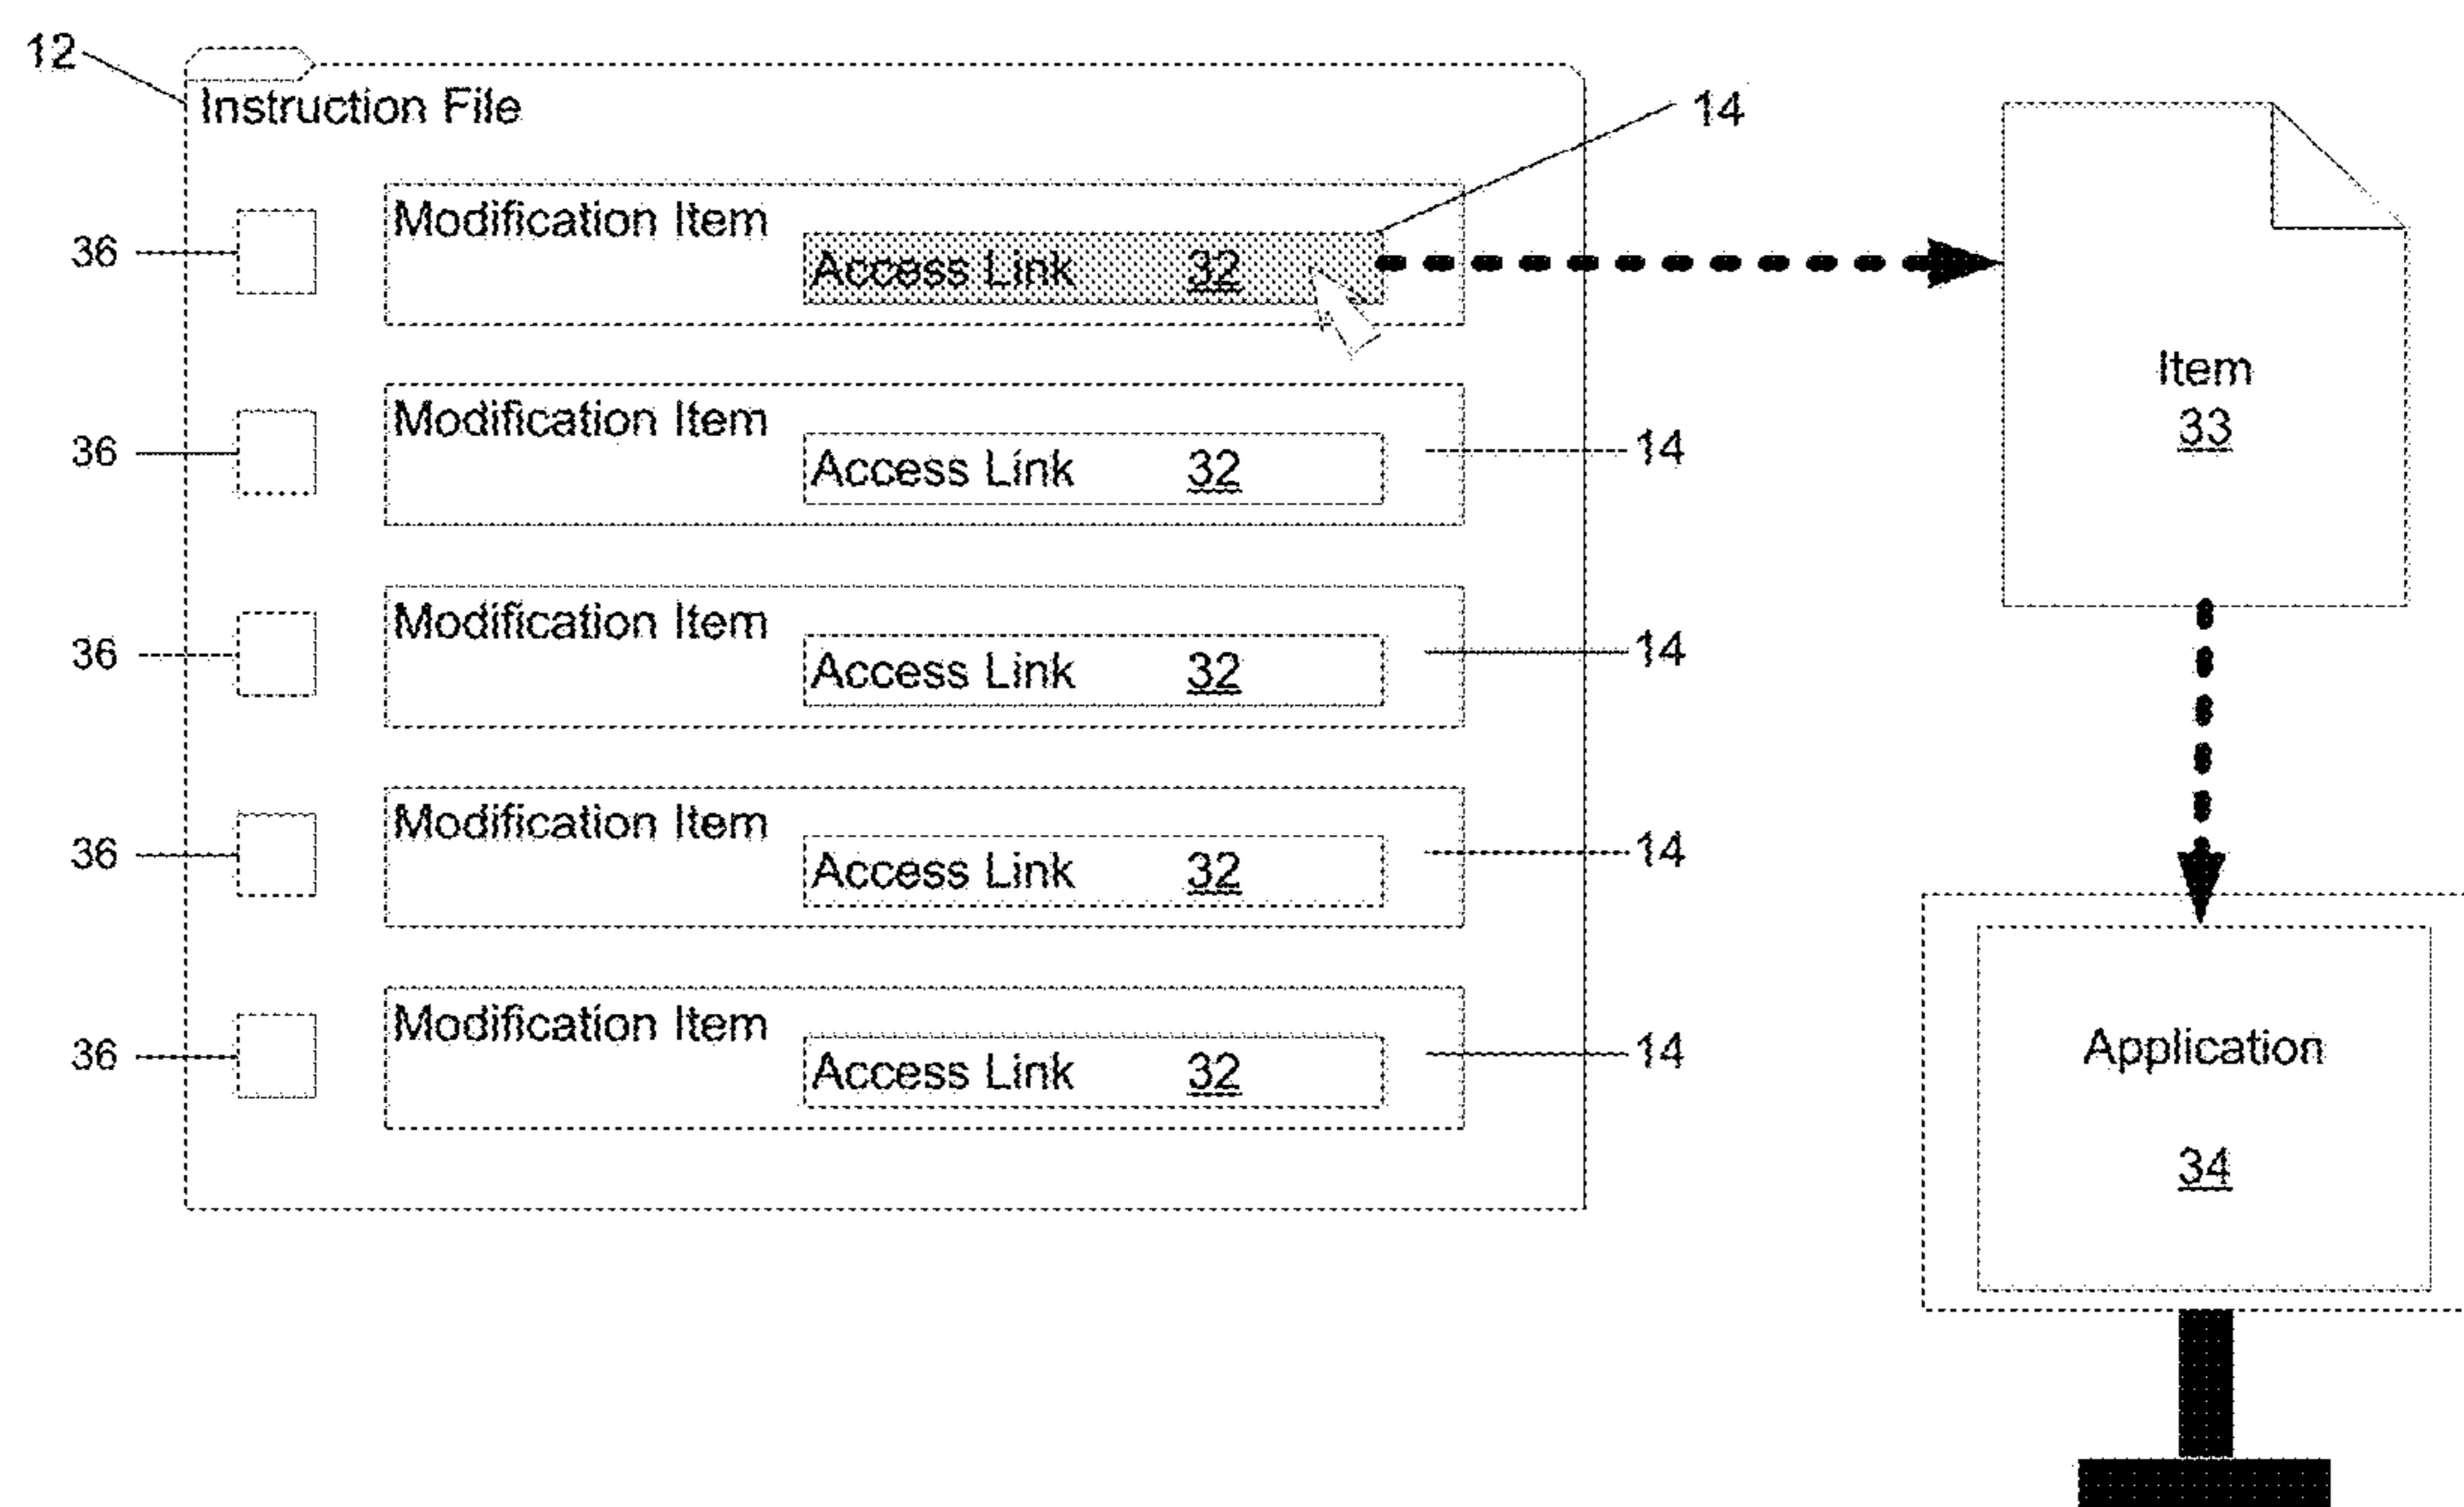 12
Instruction File
14
Modification Item
36
Access Link 32
Item
33
Modification Item
36
Access Link 32
14
Modification Item
36
Access Link 32
14
Modification Item
36
Access Link 32
14
Modification Item
36
Access Link 32
14
Application
34